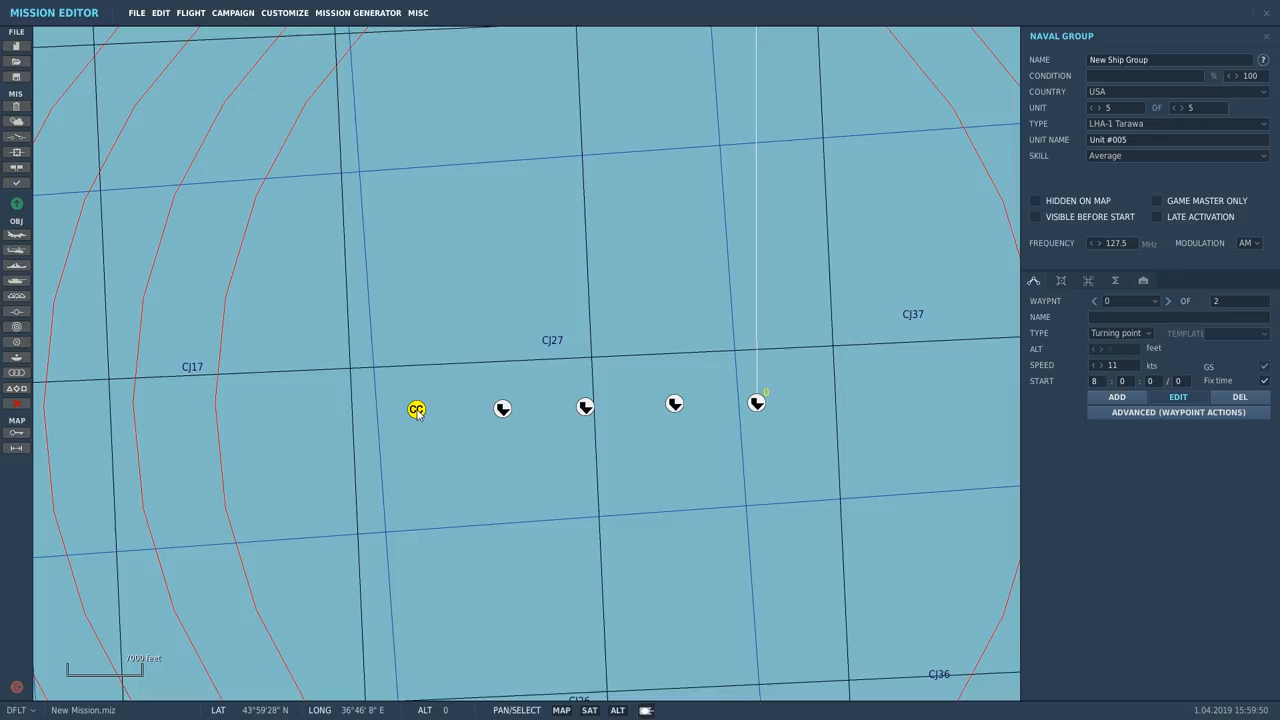 MISSION EDITOR
FILE EDIT FLIGHT CAMPAIGN CUSTOMIZE MISSION GENERATOR MISC
FILE
MIS
OBJ
MAP
CJ17
CJ27
CJ37
CJ36
CC
0
7000 feet
NAVAL GROUP
NAME New Ship Group ?
CONDITION % < > 100
COUNTRY USA
UNIT < > 5 OF < > 5
TYPE LHA-1 Tarawa
UNIT NAME Unit #005
SKILL Average
HIDDEN ON MAP GAME MASTER ONLY
VISIBLE BEFORE START LATE ACTIVATION
FREQUENCY < > 127.5 MHz MODULATION AM
WAYPNT < 0 > OF 2
NAME
TYPE Turning point TEMPLATE
ALT < > 0 feet
SPEED < > 11 kts GS
START 8 : 0 : 0 / 0 Fix time
ADD EDIT DEL
ADVANCED (WAYPOINT ACTIONS)
DFLT New Mission.miz LAT 43°59'28" N LONG 36°46' 8" E ALT 0 PAN/SELECT MAP SAT ALT 1.04.2019 15:59:50